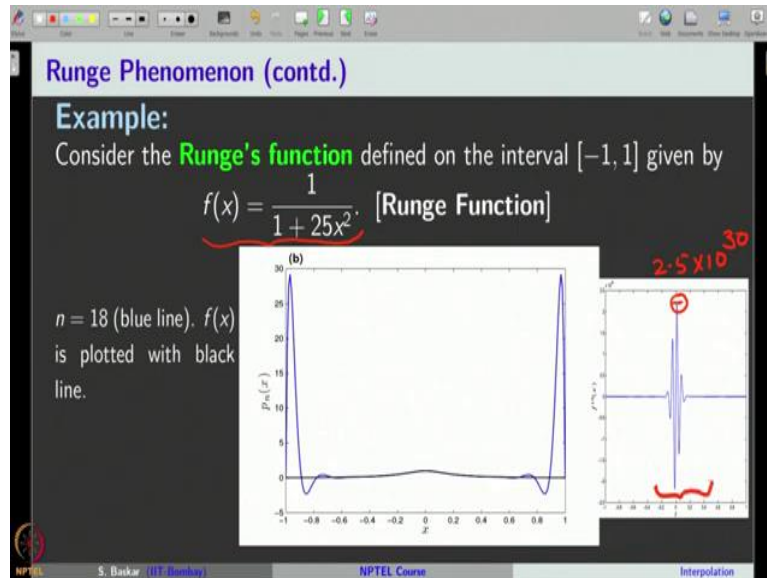 Runge Phenomenon (contd.)
Example:
Consider the Runge's function defined on the interval [−1, 1] given by
f(x) = 1 / (1 + 25x²). [Runge Function]
2.5×10³⁰
n = 18 (blue line). f(x)
is plotted with black
line.
(b)
30
25
20
15
10
5
0
-5
p_n(x)
-1 -0.8 -0.6 -0.4 -0.2 0 0.2 0.4 0.6 0.8 1
x
NPTEL S. Baskar (IIT-Bombay) NPTEL Course Interpolation